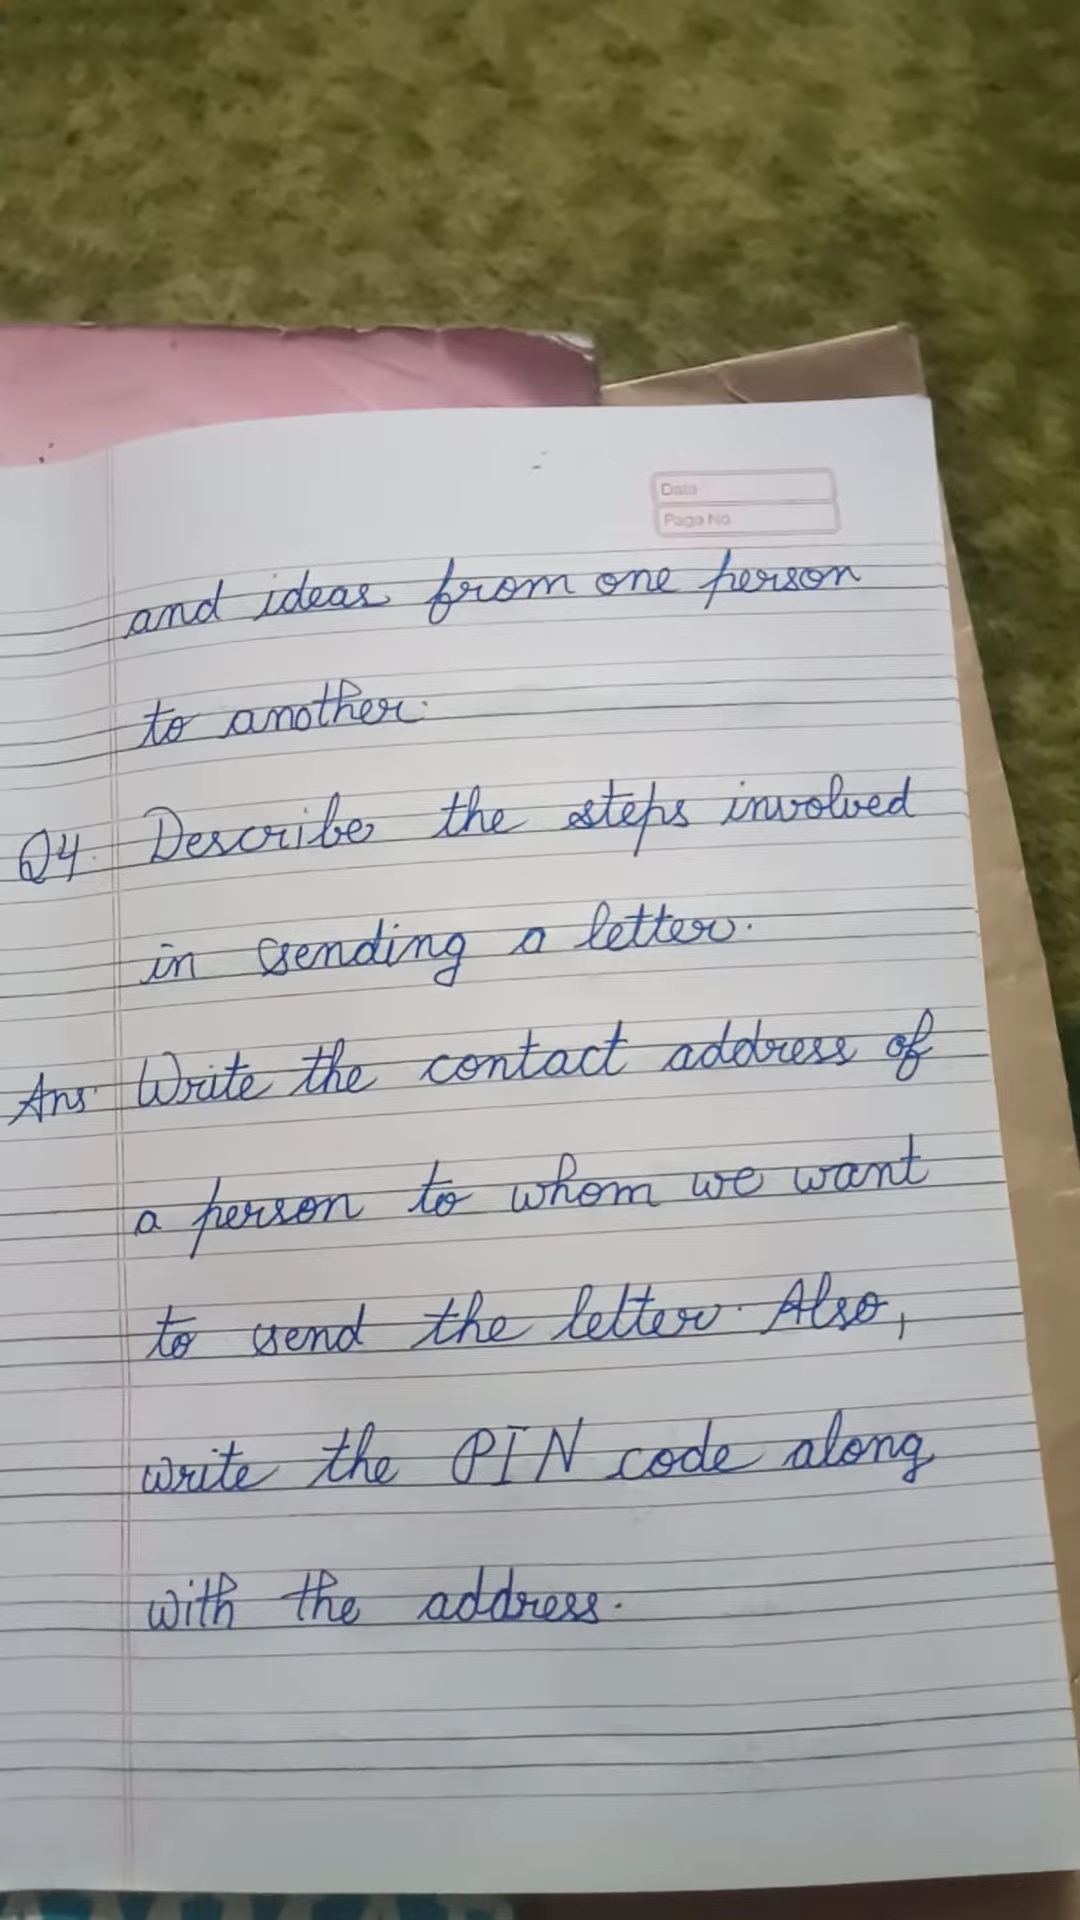 Date
Page No
and ideas from one person
to another.
Q4. Describe the steps involved
in sending a letter.
Ans. Write the contact address of
a person to whom we want
to send the letter. Also,
write the PIN code along
with the address.